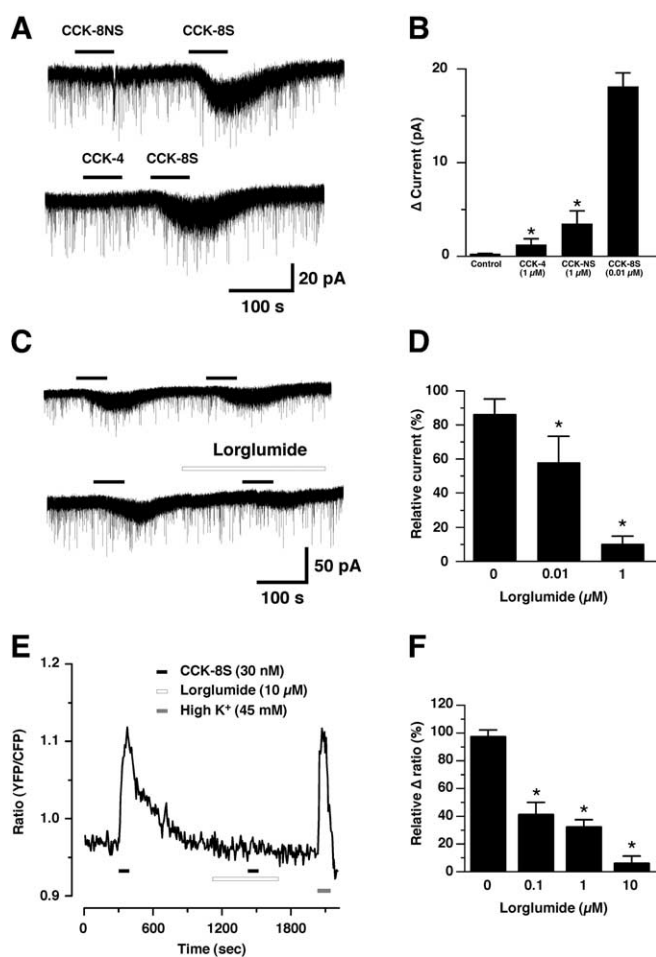 A
CCK-8NS CCK-8S
CCK-4 CCK-8S
20 pA
100 s
B
Δ Current (pA)
20
10
0
* *
Control CCK-4 CCK-NS CCK-8S
(1 µM) (1 µM) (0.01 µM)
C
Lorglumide
50 pA
100 s
D
Relative current (%)
100
80
60
40
20
0
* *
0 0.01 1
Lorglumide (µM)
E
Ratio (YFP/CFP)
1.2
1.1
1.0
0.9
CCK-8S (30 nM)
Lorglumide (10 µM)
High K⁺ (45 mM)
0 600 1200 1800
Time (sec)
F
Relative Δ ratio (%)
120
100
80
60
40
20
0
* * *
0 0.1 1 10
Lorglumide (µM)